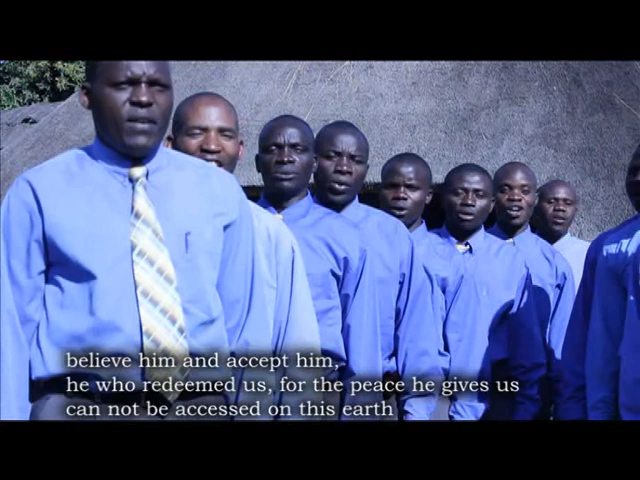 believe him and accept him,
he who redeemed us, for the peace he gives us
can not be accessed on this earth